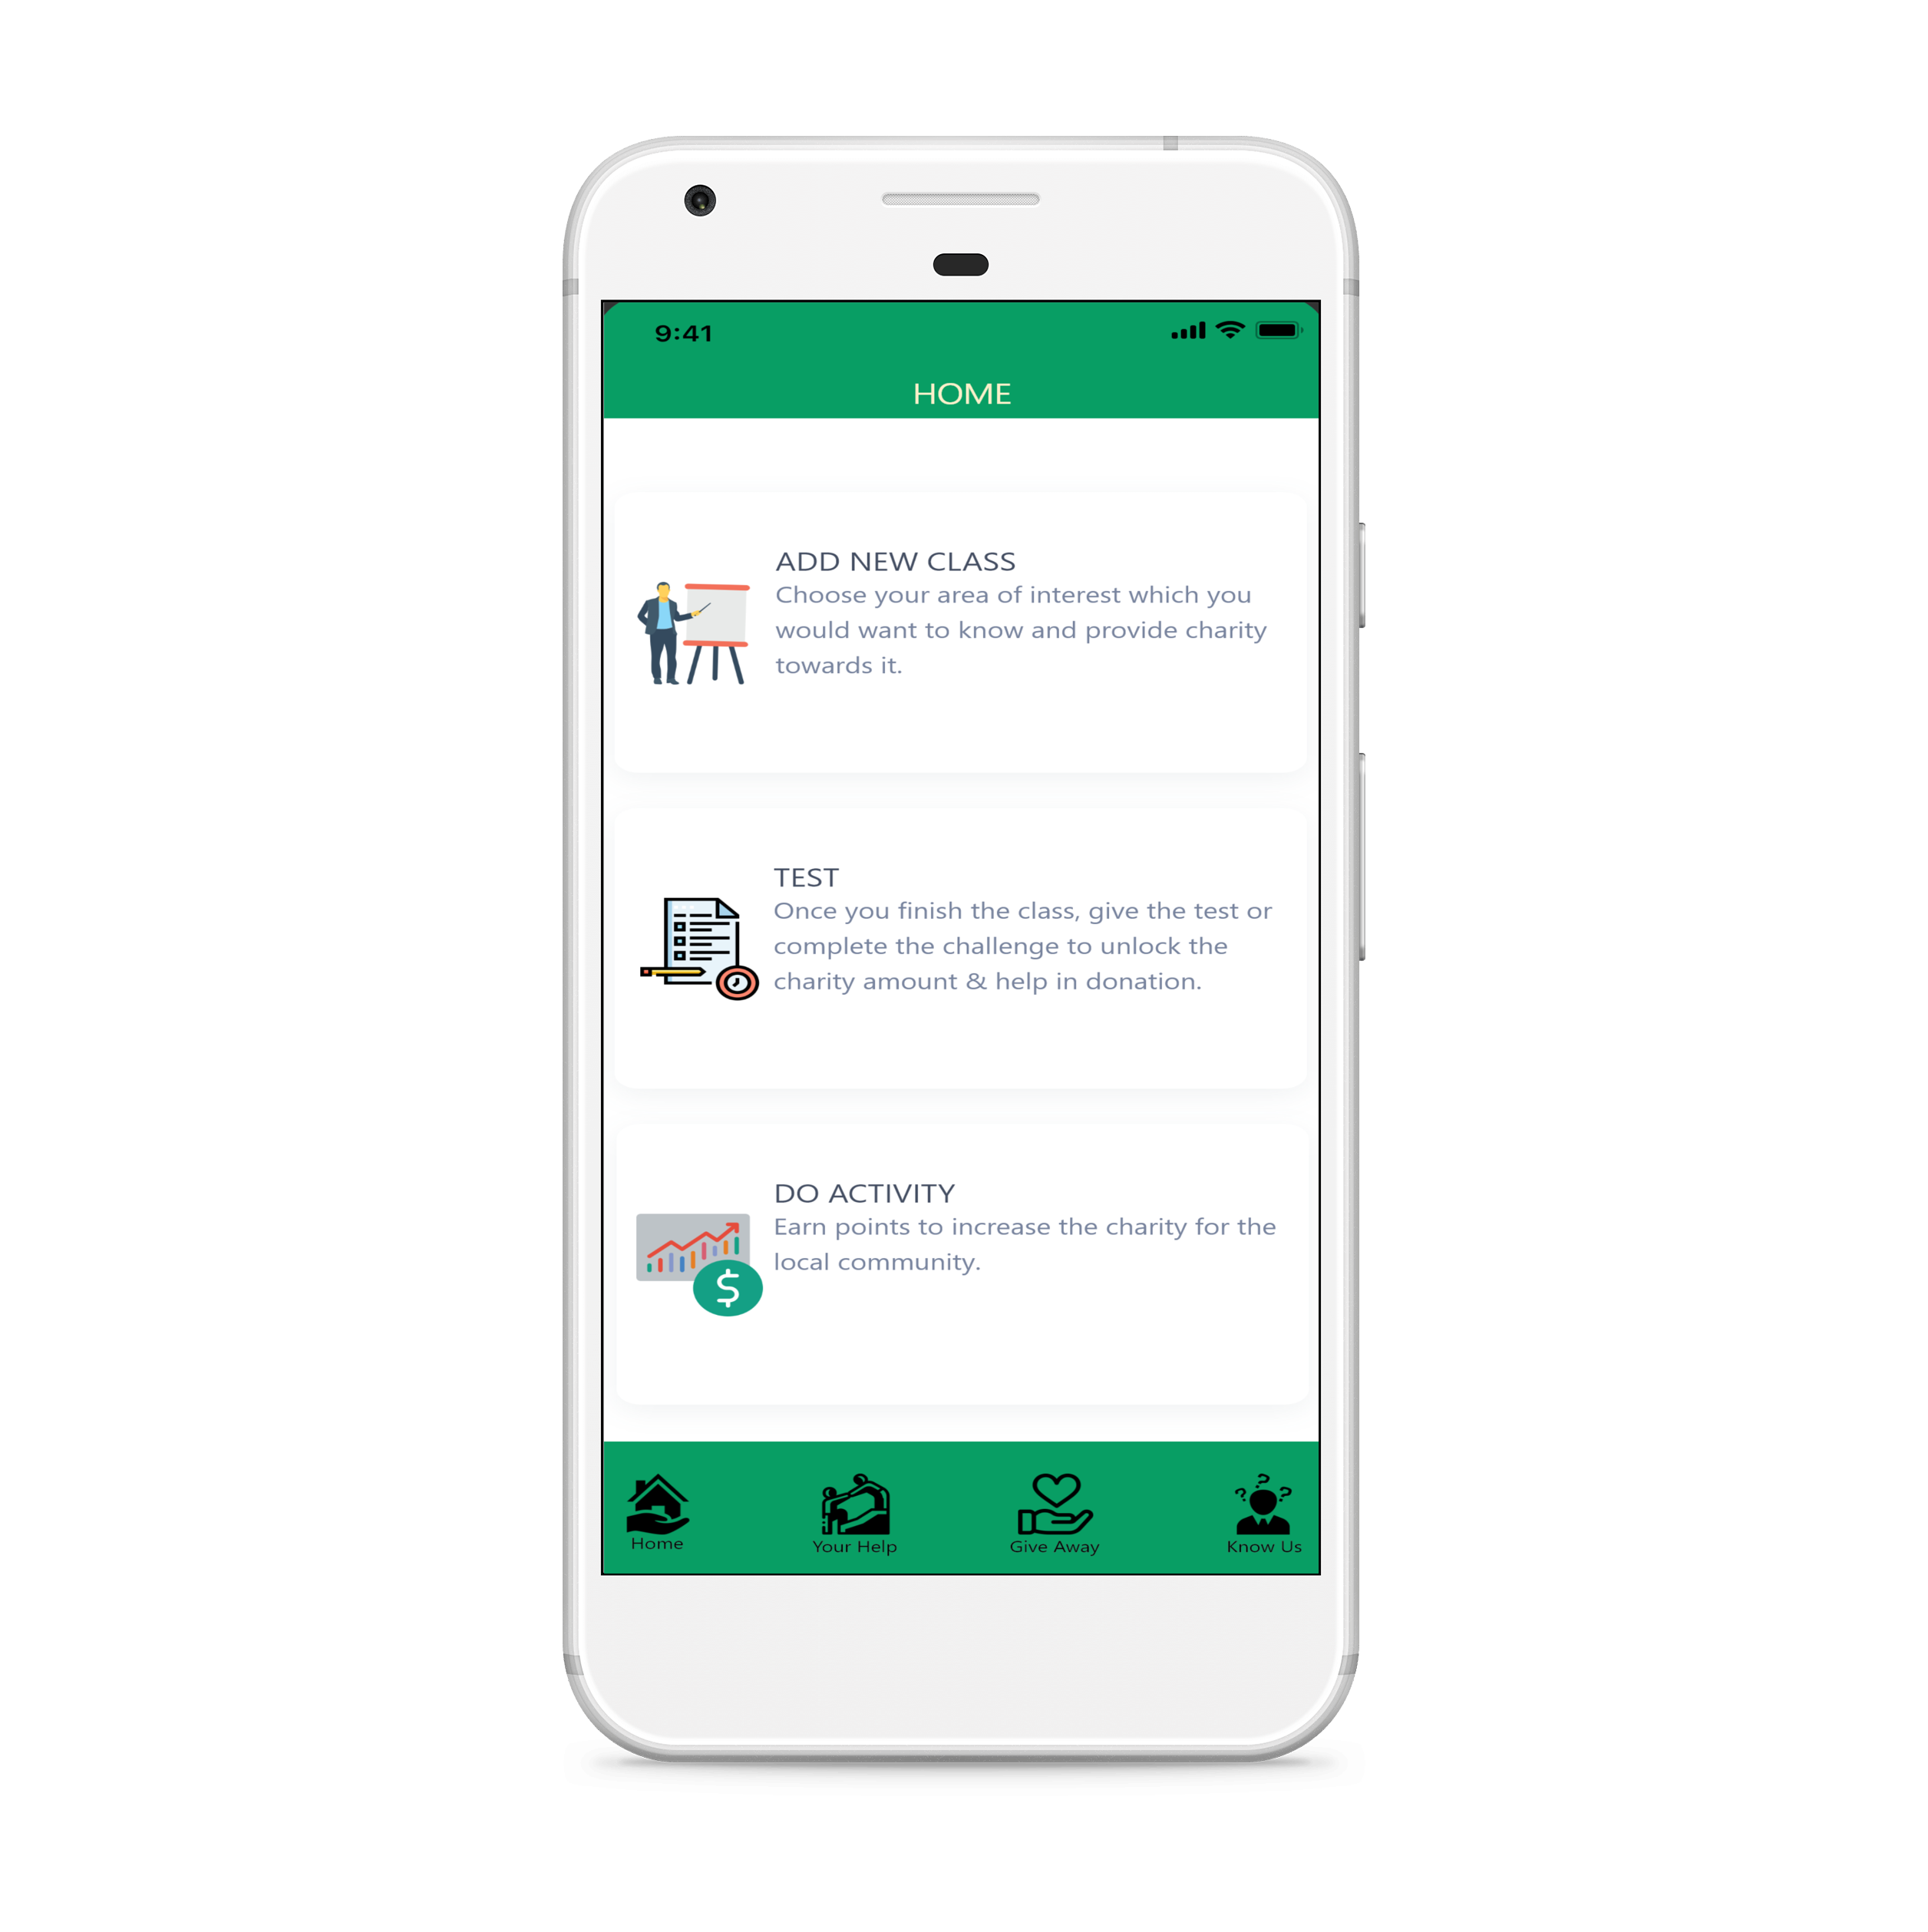 9:41
HOME
ADD NEW CLASS
Choose your area of interest which you
would want to know and provide charity
towards it.
TEST
Once you finish the class, give the test or
complete the challenge to unlock the
charity amount & help in donation.
DO ACTIVITY
Earn points to increase the charity for the
local community.
$
Home
Your Help
Give Away
Know Us